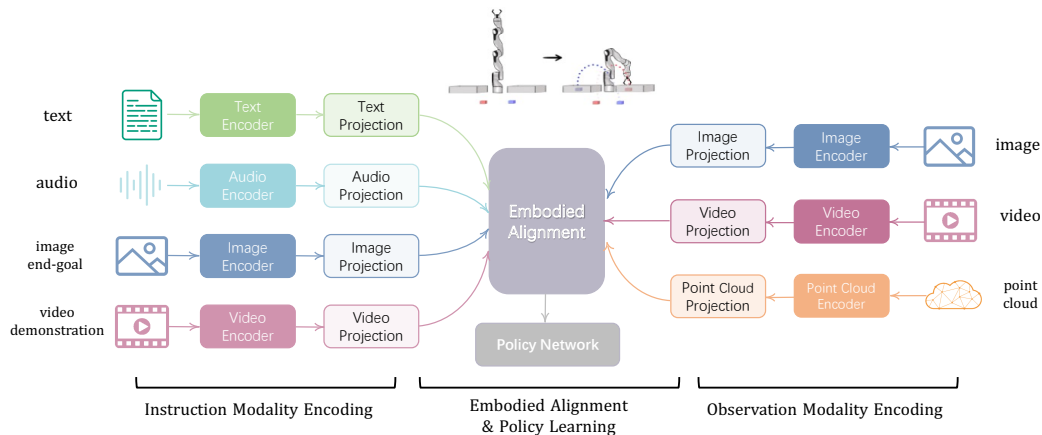 text
Text
Encoder
Text
Projection
audio
Audio
Encoder
Audio
Projection
image
end-goal
Image
Encoder
Image
Projection
video
demonstration
Video
Encoder
Video
Projection
Embodied
Alignment
Policy Network
Image
Projection
Image
Encoder
image
Video
Projection
Video
Encoder
video
Point Cloud
Projection
Point Cloud
Encoder
point
cloud
Instruction Modality Encoding
Embodied Alignment
& Policy Learning
Observation Modality Encoding